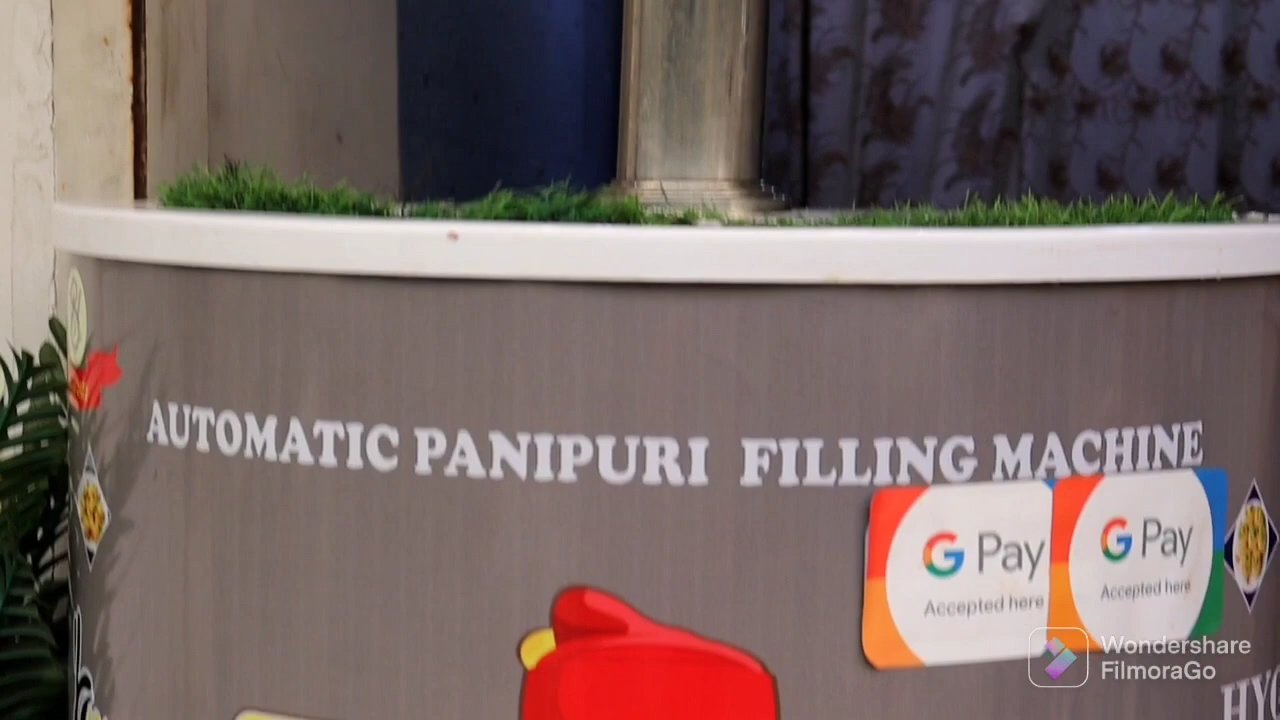 AUTOMATIC PANIPURI FILLING MACHINE
G Pay
Accepted here
G Pay
Accepted here
Wondershare
FilmoraGo